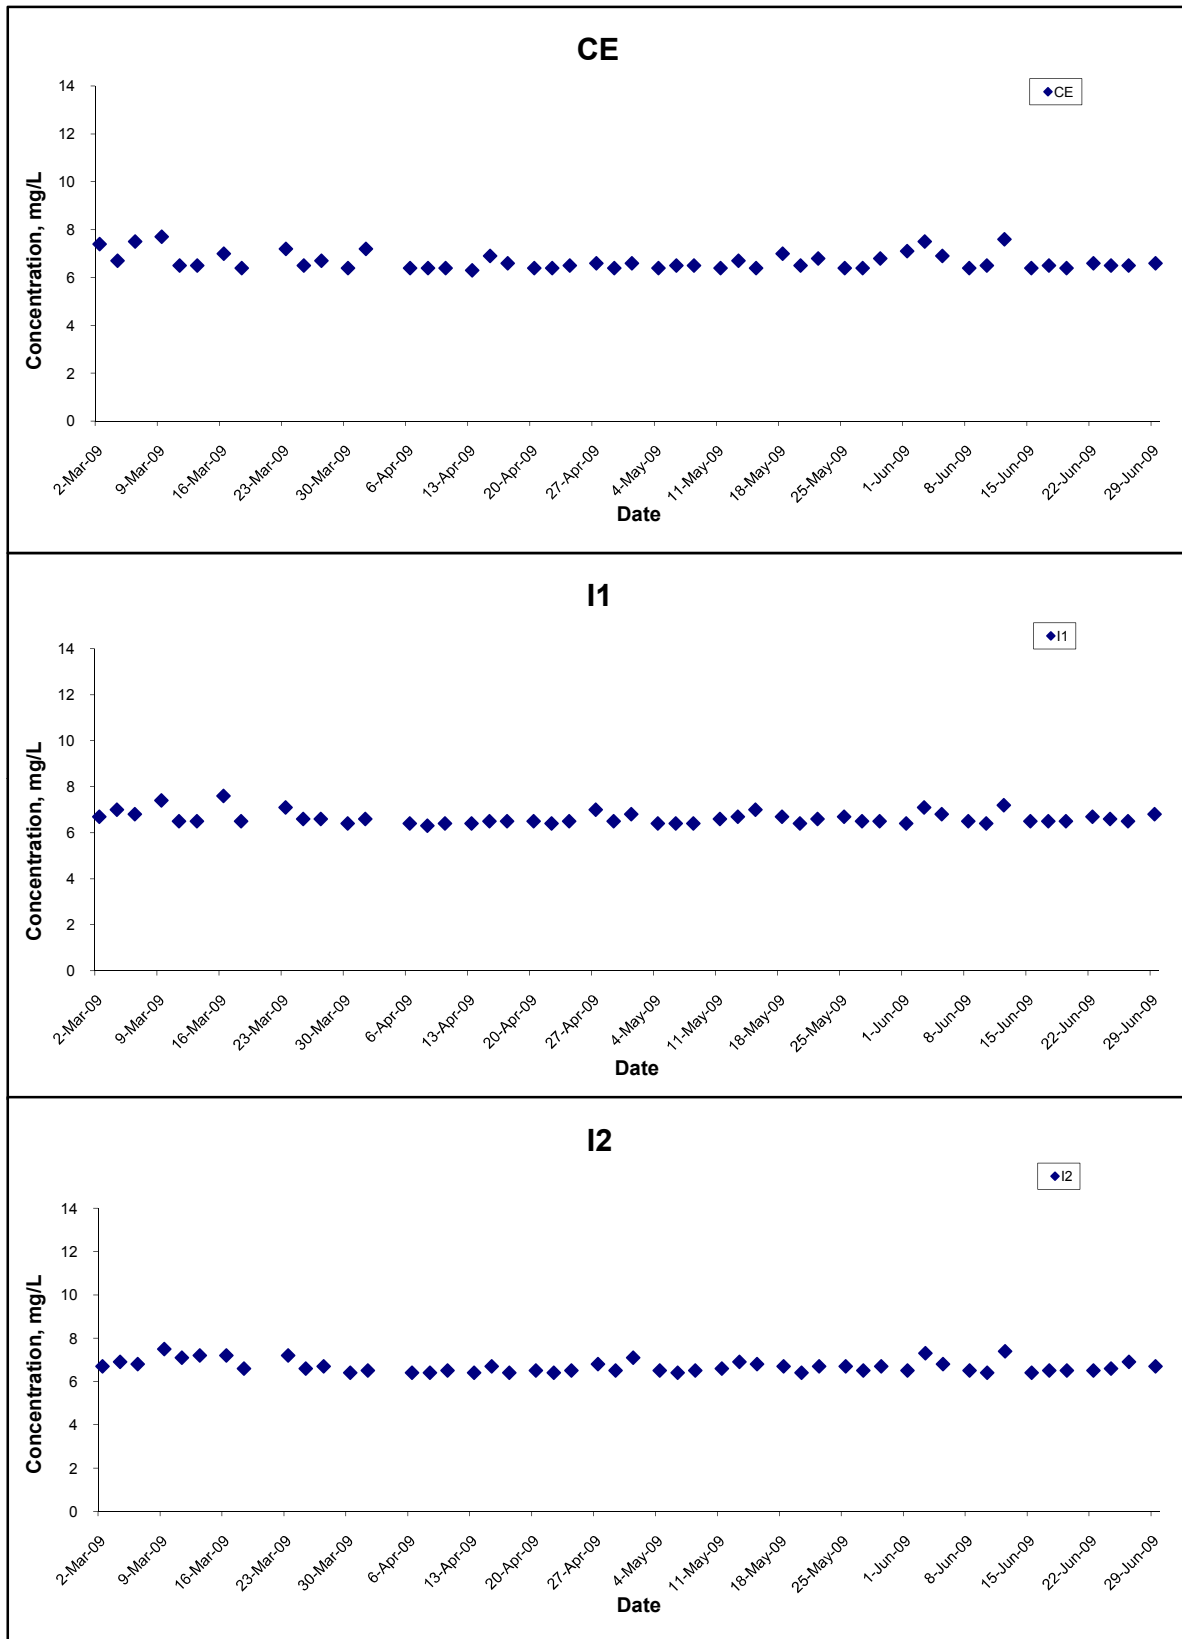 CE
CE
14
12
10
8
6
4
2
0
Concentration, mg/L
2-Mar-09 9-Mar-09 16-Mar-09 23-Mar-09 30-Mar-09 6-Apr-09 13-Apr-09 20-Apr-09 27-Apr-09 4-May-09 11-May-09 18-May-09 25-May-09 1-Jun-09 8-Jun-09 15-Jun-09 22-Jun-09 29-Jun-09
Date
I1
I1
14
12
10
8
6
4
2
0
Concentration, mg/L
2-Mar-09 9-Mar-09 16-Mar-09 23-Mar-09 30-Mar-09 6-Apr-09 13-Apr-09 20-Apr-09 27-Apr-09 4-May-09 11-May-09 18-May-09 25-May-09 1-Jun-09 8-Jun-09 15-Jun-09 22-Jun-09 29-Jun-09
Date
I2
I2
14
12
10
8
6
4
2
0
Concentration, mg/L
2-Mar-09 9-Mar-09 16-Mar-09 23-Mar-09 30-Mar-09 6-Apr-09 13-Apr-09 20-Apr-09 27-Apr-09 4-May-09 11-May-09 18-May-09 25-May-09 1-Jun-09 8-Jun-09 15-Jun-09 22-Jun-09 29-Jun-09
Date